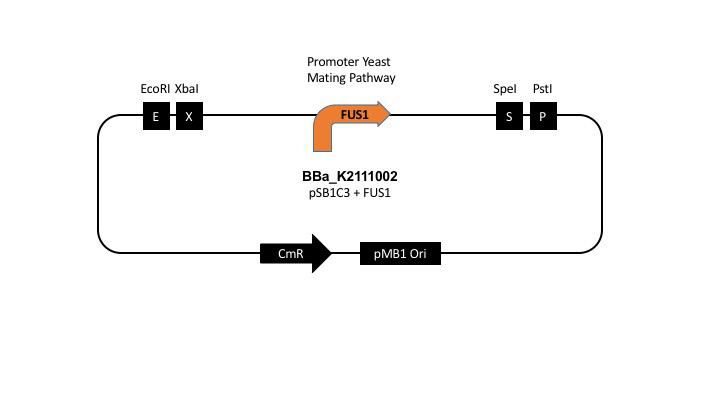 Promoter Yeast
Mating Pathway
EcoRI XbaI
SpeI PstI
E X
FUS1
S P
BBa_K2111002
pSB1C3 + FUS1
CmR
pMB1 Ori